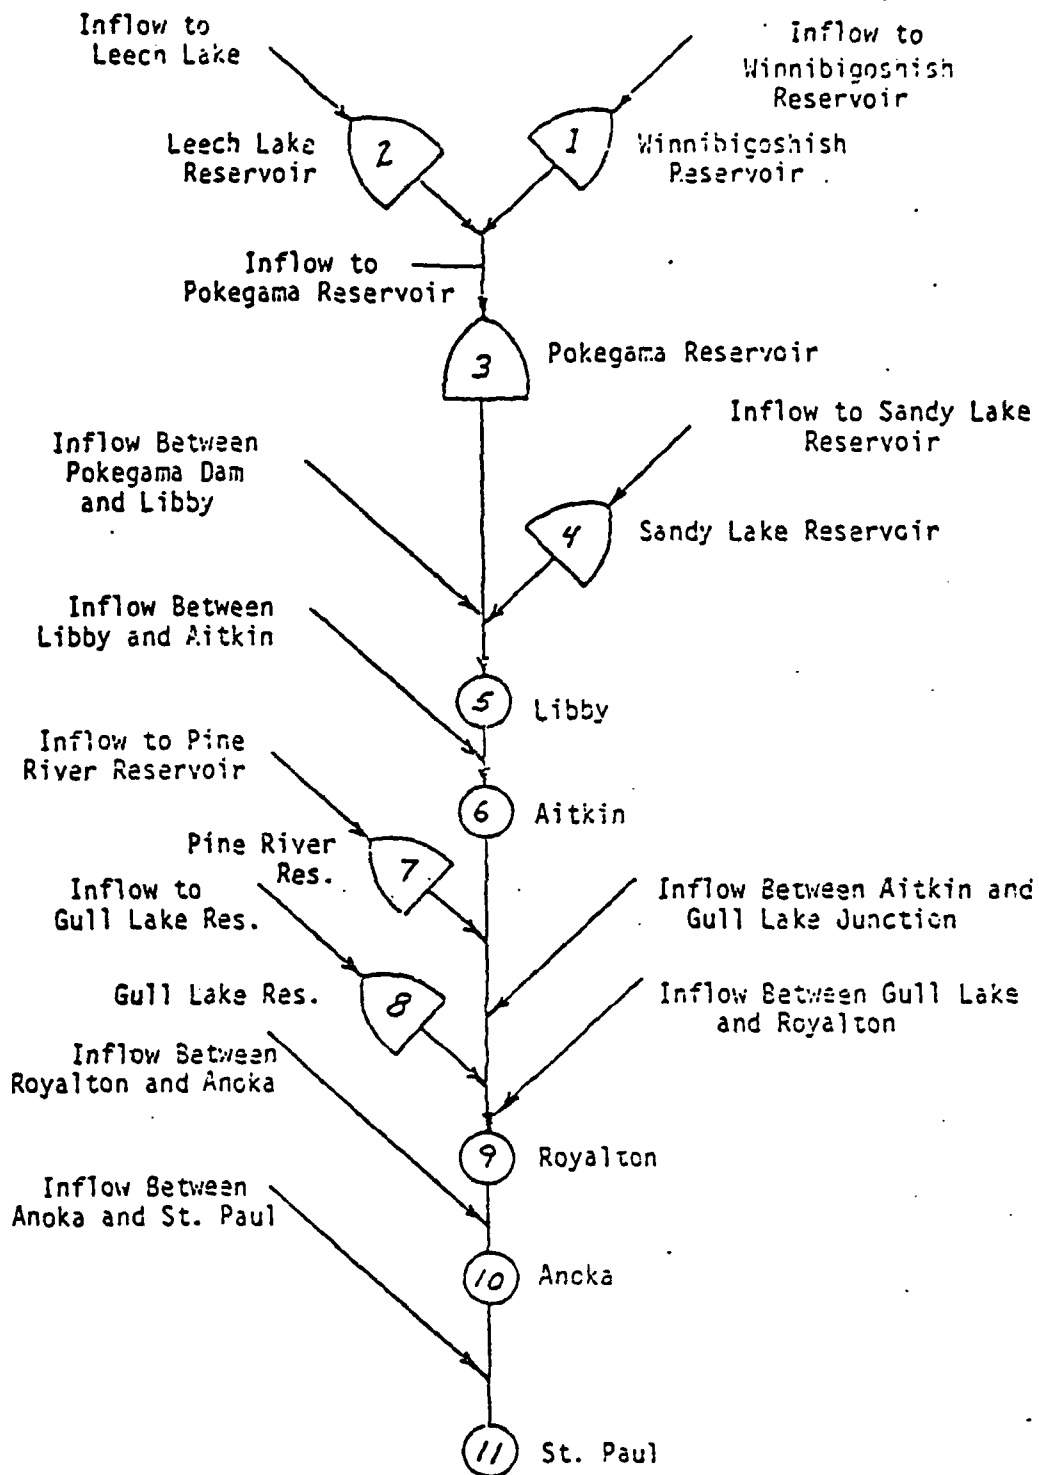 Inflow to
Leech Lake
Inflow to
Winnibigoshish
Reservoir
Leech Lake
Reservoir
2
1
Winnibigoshish
Reservoir
Inflow to
Pokegama Reservoir
3
Pokegama Reservoir
Inflow to Sandy Lake
Reservoir
Inflow Between
Pokegama Dam
and Libby
4
Sandy Lake Reservoir
Inflow Between
Libby and Aitkin
5
Libby
Inflow to Pine
River Reservoir
6
Aitkin
Pine River
Res.
7
Inflow to
Gull Lake Res.
Inflow Between Aitkin and
Gull Lake Junction
Gull Lake Res.
8
Inflow Between Gull Lake
and Royalton
Inflow Between
Royalton and Anoka
9
Royalton
Inflow Between
Anoka and St. Paul
10
Anoka
11
St. Paul